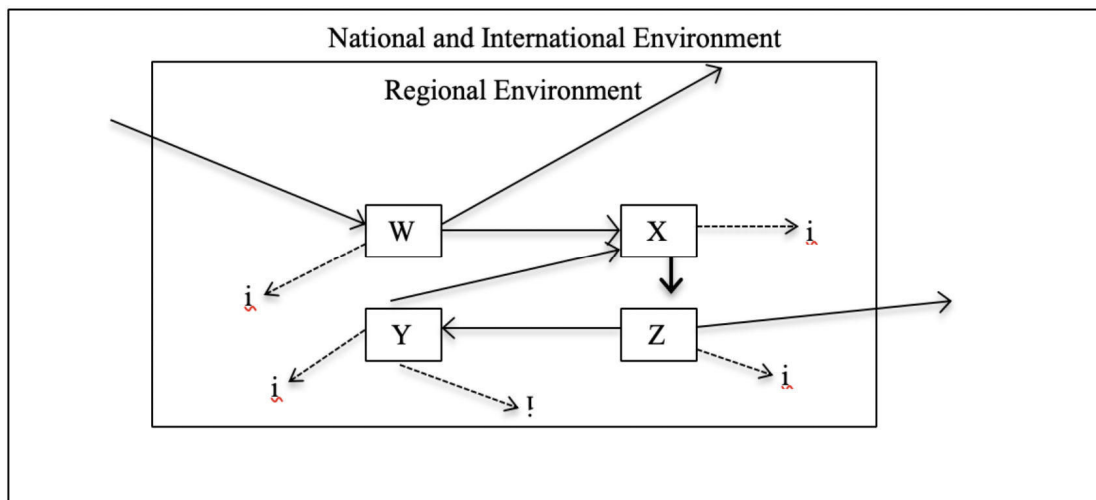 National and International Environment
Regional Environment
W
X
i
i
Y
Z
i
i
!